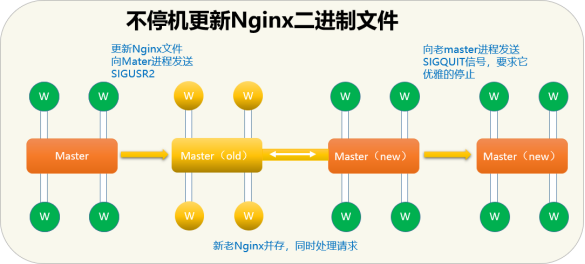 不停机更新Nginx二进制文件
更新Nginx文件
向Mater进程发送
SIGUSR2
向老master进程发送
SIGQUIT信号，要求它
优雅的停止
W W W W W W W W
Master Master（old） Master（new） Master（new）
W W W W W W W W
新老Nginx并存，同时处理请求